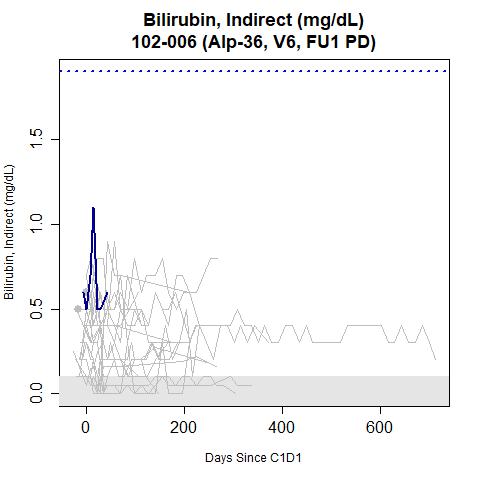 Bilirubin, Indirect (mg/dL)
102-006 (Alp-36, V6, FU1 PD)
Bilirubin, Indirect (mg/dL)
1.5
1.0
0.5
0.0
0 200 400 600
Days Since C1D1